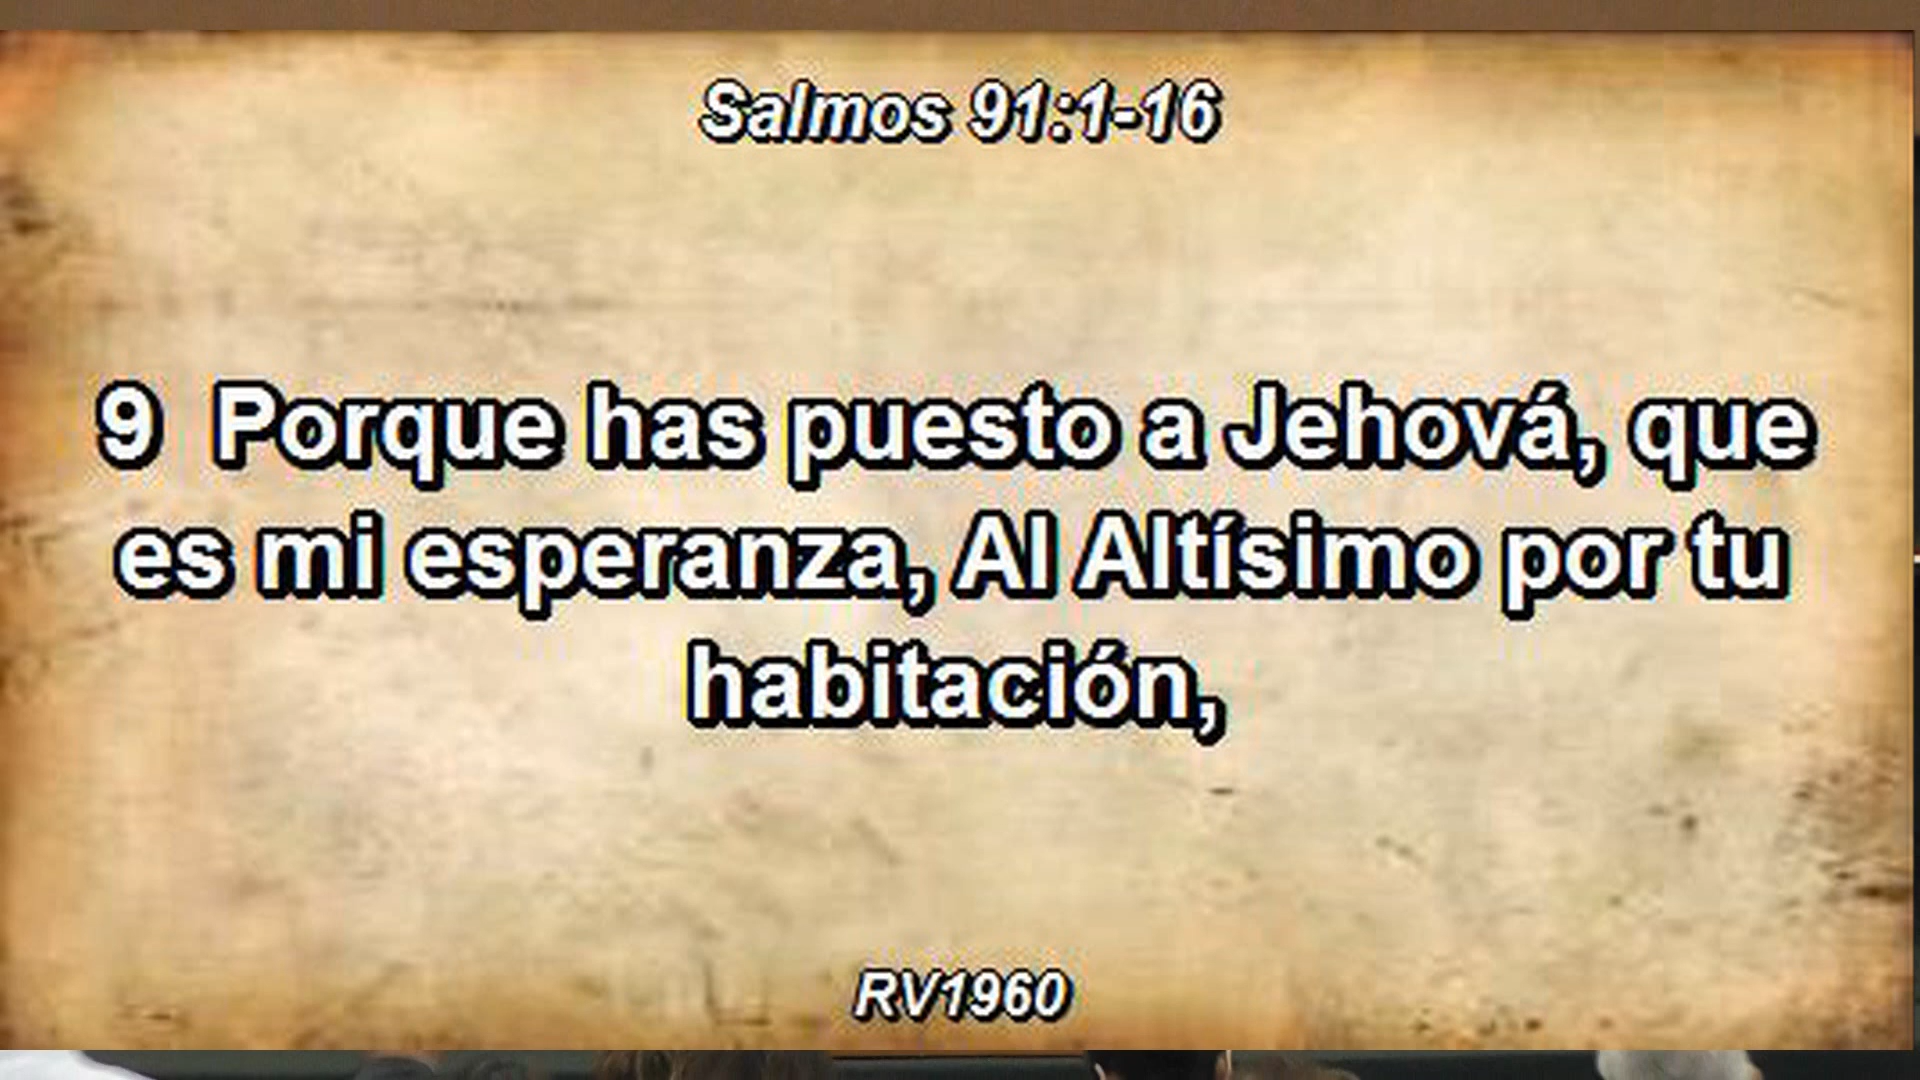 Salmos 91:1-16
9 Porque has puesto a Jehová, que
es mi esperanza, Al Altísimo por tu
habitación,
RV1960